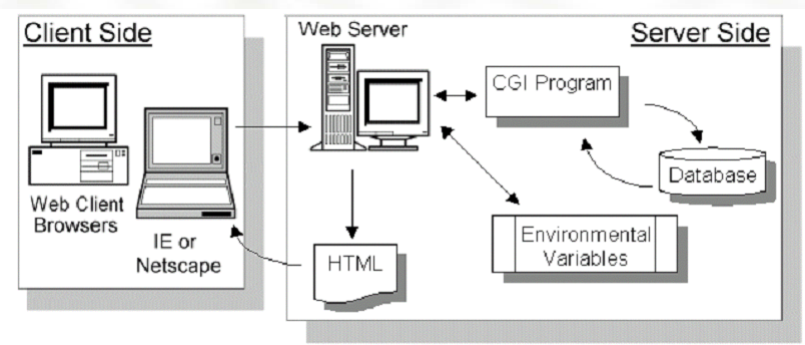 Client Side
Web Client
Browsers
IE or
Netscape
Web Server
Server Side
CGI Program
Database
Environmental
Variables
HTML